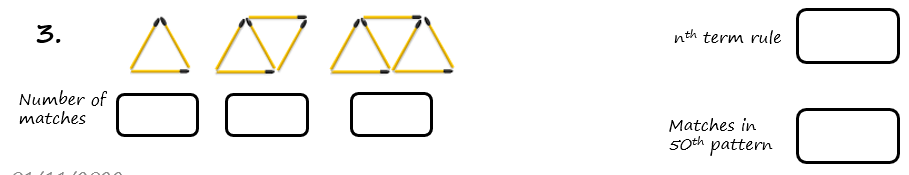 3.
nᵗʰ term rule
Number of
matches
Matches in
50ᵗʰ pattern